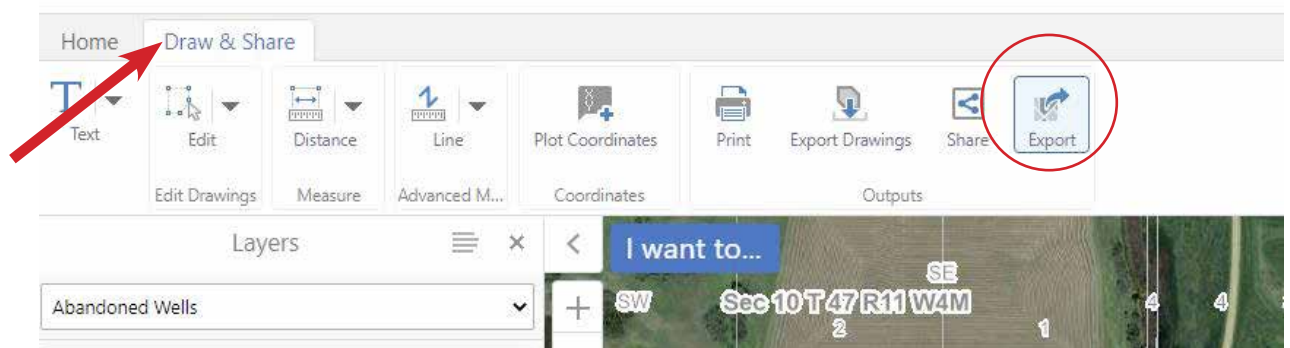 Home Draw & Share
Text Edit Distance Line Plot Coordinates Print Export Drawings Share Export
Edit Drawings Measure Advanced M... Coordinates Outputs
Layers
I want to...
Abandoned Wells
SE
SW Sec 10 T 47 R11 W4M 4 4
2 1